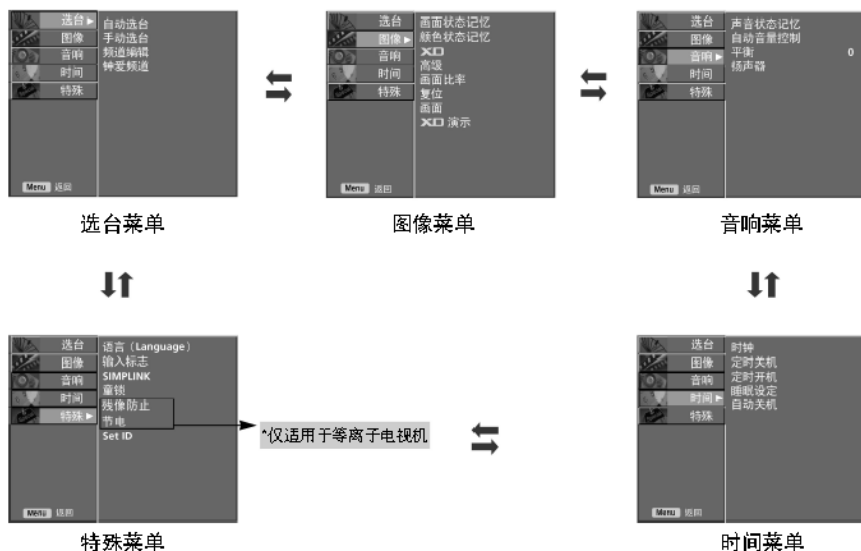 选台
图像
音响
时间
特殊
自动选台
手动选台
频道编辑
钟爱频道
Menu 返回
选台菜单
选台
图像
音响
时间
特殊
画面状态记忆
颜色状态记忆
XD
高级
画面比率
复位
画面
XD 演示
Menu 返回
图像菜单
选台
图像
音响
时间
特殊
声音状态记忆
自动音量控制
平衡 0
扬声器
Menu 返回
音响菜单
选台
图像
音响
时间
特殊
语言（Language）
输入标志
SIMPLINK
童锁
残像防止
节电
Set ID
Menu 返回
*仅适用于等离子电视机
特殊菜单
选台
图像
音响
时间
特殊
时钟
定时关机
定时开机
睡眠设定
自动关机
Menu 返回
时间菜单